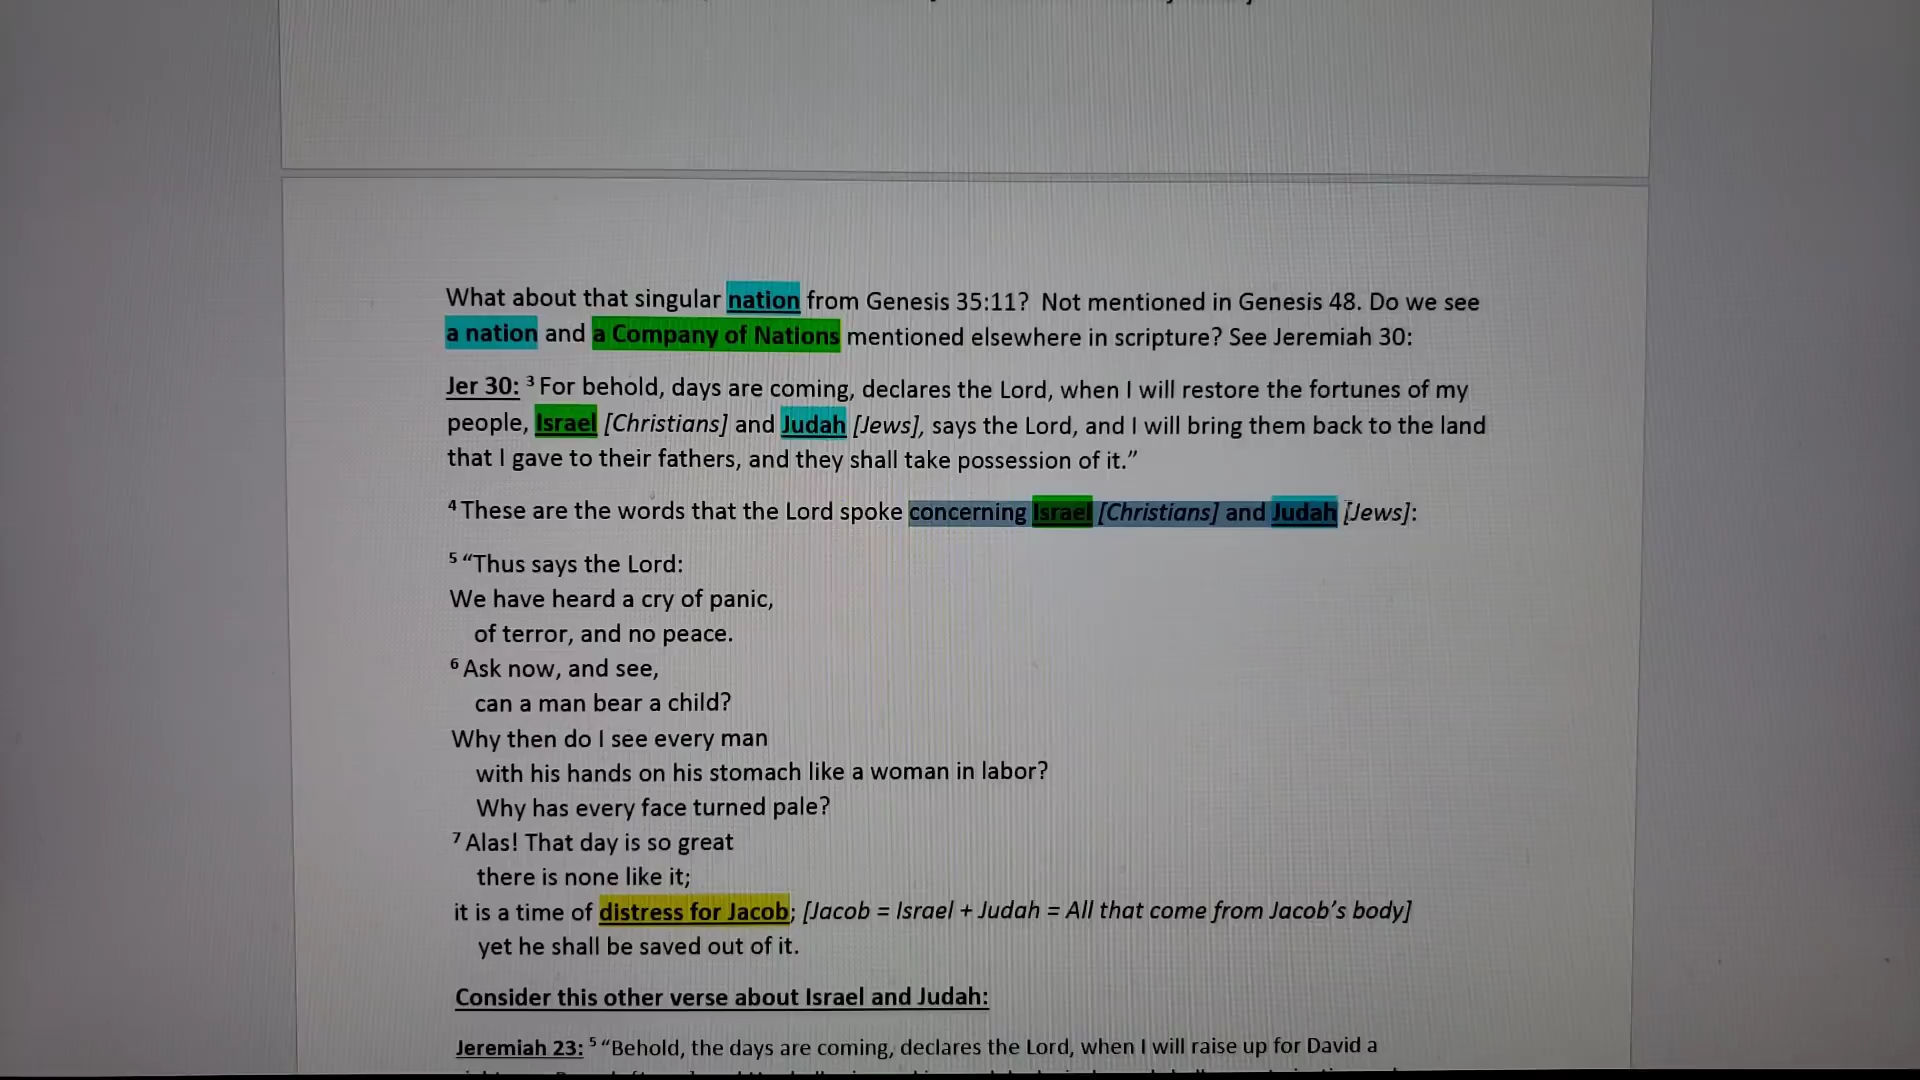 What about that singular nation from Genesis 35:11? Not mentioned in Genesis 48. Do we see
a nation and a Company of Nations mentioned elsewhere in scripture? See Jeremiah 30:
Jer 30: ³ For behold, days are coming, declares the Lord, when I will restore the fortunes of my
people, Israel [Christians] and Judah [Jews], says the Lord, and I will bring them back to the land
that I gave to their fathers, and they shall take possession of it.”
⁴ These are the words that the Lord spoke concerning Israel [Christians] and Judah [Jews]:
⁵ “Thus says the Lord:
We have heard a cry of panic,
of terror, and no peace.
⁶ Ask now, and see,
can a man bear a child?
Why then do I see every man
with his hands on his stomach like a woman in labor?
Why has every face turned pale?
⁷ Alas! That day is so great
there is none like it;
it is a time of distress for Jacob; [Jacob = Israel + Judah = All that come from Jacob’s body]
yet he shall be saved out of it.
Consider this other verse about Israel and Judah:
Jeremiah 23: ⁵ “Behold, the days are coming, declares the Lord, when I will raise up for David a